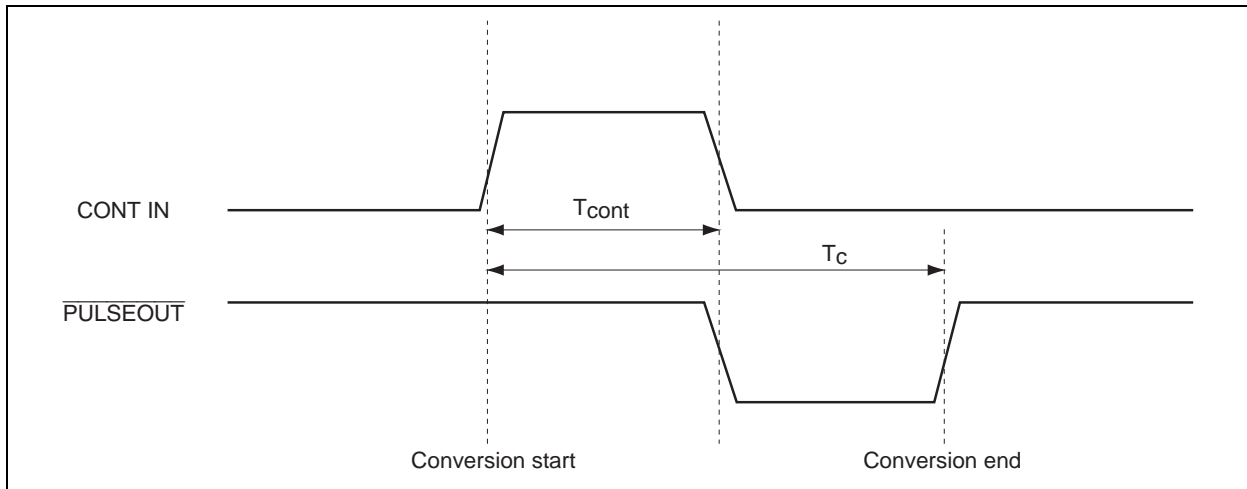 CONT IN
Tcont
TC
PULSEOUT
Conversion start
Conversion end